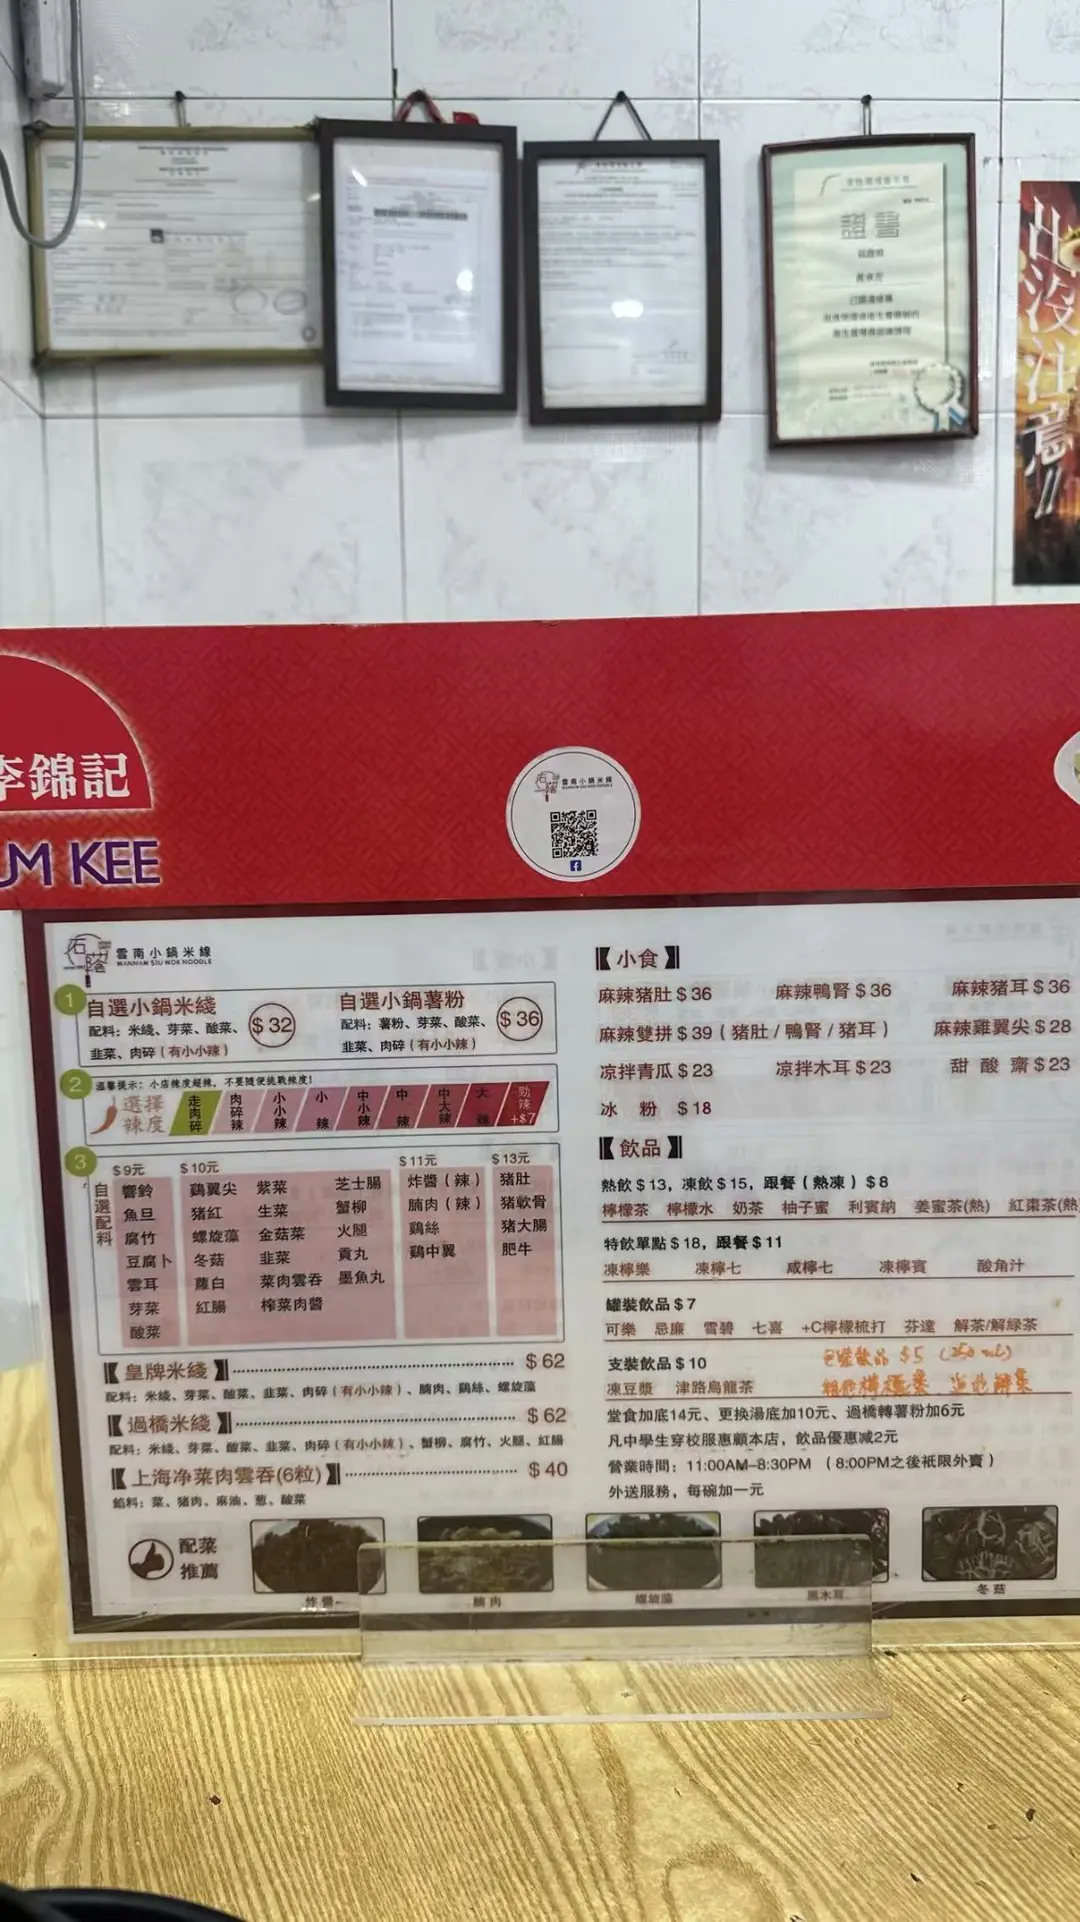 證書
出沒注意!!
李錦記
UM KEE
雲南小鍋米線
石磨 雲南小鍋米線
WANNAM SIU WOK NOODLE
1
自選小鍋米綫 $32
配料：米綫、芽菜、酸菜、
韭菜、肉碎（有小小辣）
自選小鍋薯粉 $36
配料：薯粉、芽菜、酸菜、
韭菜、肉碎（有小小辣）
2
溫馨提示：小店辣度超辣，不要隨便挑戰辣度！
選擇辣度
走肉碎 肉碎辣 小小辣 小辣 中小辣 中辣 中大辣 大辣 勁辣+$7
3
自選配料
$9元
響鈴
魚旦
腐竹
豆腐卜
雲耳
芽菜
酸菜
$10元
鷄翼尖 紫菜 芝士腸
猪紅 生菜 蟹柳
螺旋藻 金菇菜 火腿
冬菇 韭菜 貢丸
蘿白 菜肉雲吞 墨魚丸
紅腸 榨菜肉醬
$11元
炸醬（辣）
腩肉（辣）
鷄絲
鷄中翼
$13元
猪肚
猪軟骨
猪大腸
肥牛
【皇牌米綫】 $62
配料：米綫、芽菜、酸菜、韭菜、肉碎（有小小辣）、腩肉、鷄絲、螺旋藻
【過橋米綫】 $62
配料：米綫、芽菜、酸菜、韭菜、肉碎（有小小辣）、蟹柳、腐竹、火腿、紅腸
【上海净菜肉雲吞(6粒)】 $40
餡料：菜、猪肉、麻油、葱、酸菜
配菜推薦
炸醬
腩肉
螺旋藻
黑木耳
冬菇
【小食】
麻辣猪肚$36 麻辣鴨腎$36 麻辣猪耳$36
麻辣雙拼$39（猪肚/鴨腎/猪耳） 麻辣雞翼尖$28
凉拌青瓜$23 凉拌木耳$23 甜酸齋$23
冰粉 $18
【飲品】
熱飲$13，凍飲$15，跟餐（熱凍）$8
檸檬茶 檸檬水 奶茶 柚子蜜 利賓納 姜蜜茶(熱) 紅棗茶(熱
特飲單點$18，跟餐$11
凍檸樂 凍檸七 咸檸七 凍檸賓 酸角汁
罐裝飲品$7
可樂 忌廉 雪碧 七喜 +C檸檬梳打 芬達 解茶/解綠茶
支裝飲品$10
凍豆漿 津路烏龍茶
飲品 $5 (250ml)
堂食加底14元、更換湯底加10元、過橋轉薯粉加6元
凡中學生穿校服惠顧本店，飲品優惠减2元
營業時間：11:00AM-8:30PM （8:00PM之後祇限外賣）
外送服務，每碗加一元